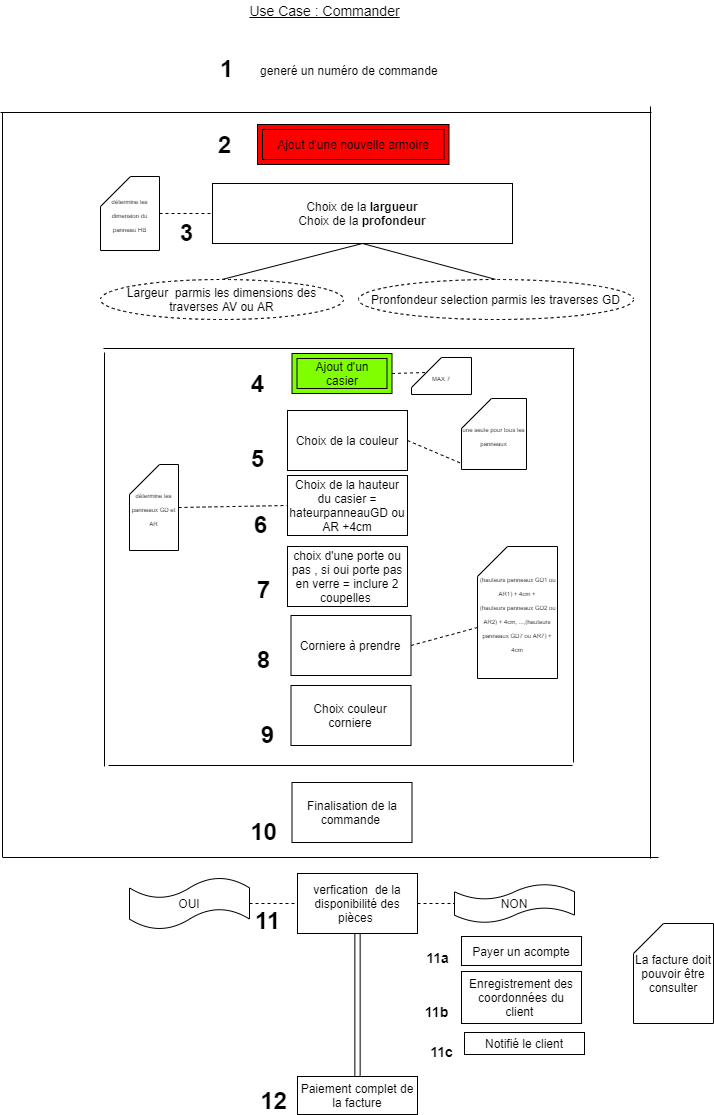 Use Case : Commander
1
generé un numéro de commande
2
Ajout d'une nouvelle armoire
détermine les
dimension du
panneau HB
3
Choix de la largueur
Choix de la profondeur
Largeur parmis les dimensions des
traverses AV ou AR
Pronfondeur selection parmis les traverses GD
4
Ajout d'un
casier
MAX 7
5
Choix de la couleur
une seule pour tous les
panneaux
détermine les
panneaux GD et
AR
6
Choix de la hauteur
du casier =
hateurpanneauGD ou
AR +4cm
7
choix d'une porte ou
pas , si oui porte pas
en verre = inclure 2
coupelles
(hauteurs panneaux GD1 ou
AR1) + 4cm +
(hauteurs panneaux GD2 ou
AR2) + 4cm, ...,(hauteurs
panneaux GD7 ou AR7) +
4cm
8
Corniere à prendre
9
Choix couleur
corniere
10
Finalisation de la
commande
OUI
11
verfication de la
disponibilité des
pièces
NON
11a
Payer un acompte
11b
Enregistrement des
coordonnées du
client
11c
Notifié le client
La facture doit
pouvoir être
consulter
12
Paiement complet de
la facture